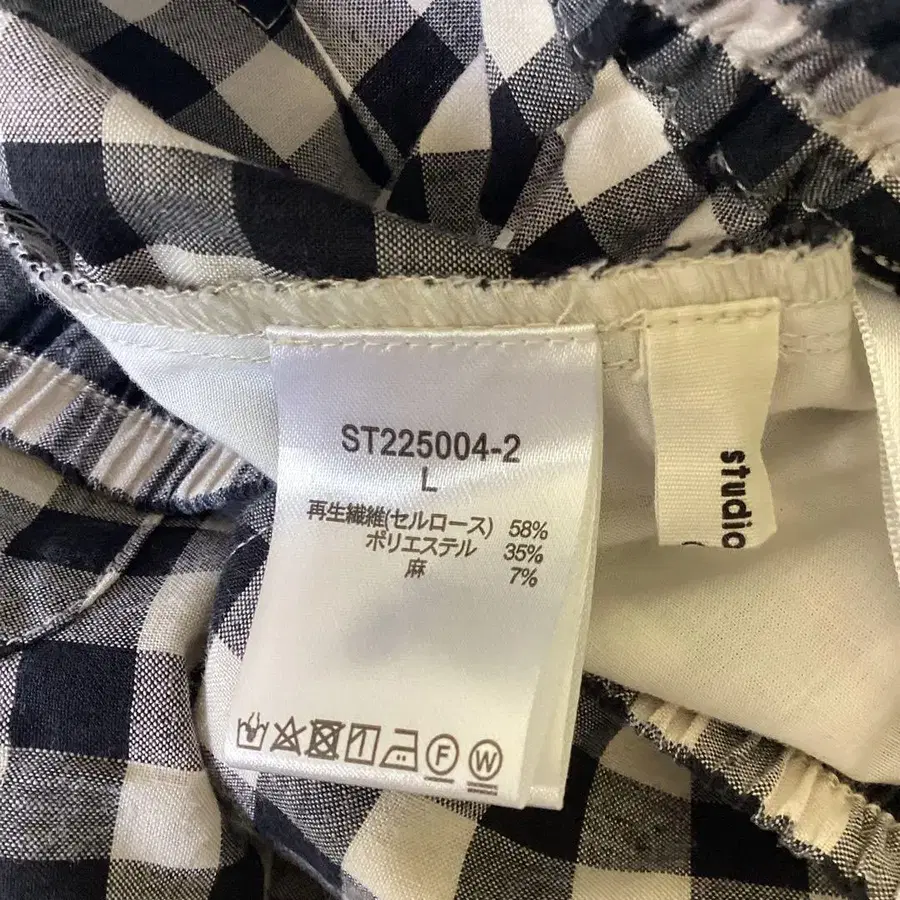 ST225004-2
L
再生繊維(セルロース) 58%
ポリエステル 35%
麻 7%
F W
studio